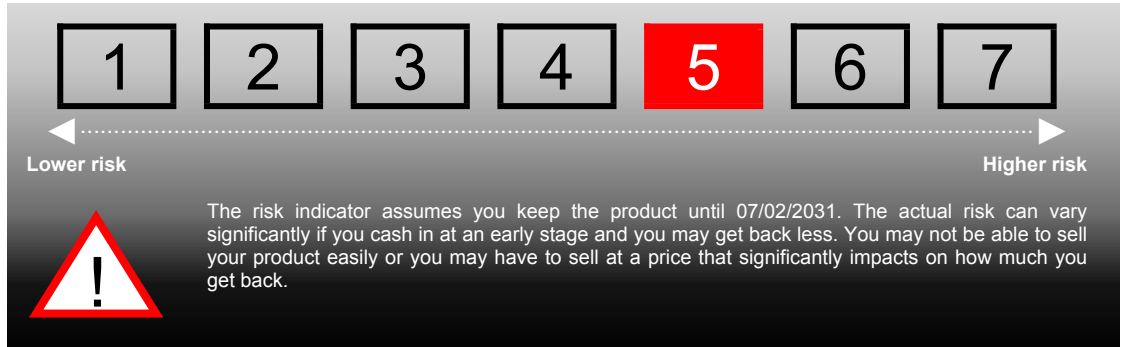 1 2 3 4 5 6 7
Lower risk Higher risk
The risk indicator assumes you keep the product until 07/02/2031. The actual risk can vary
significantly if you cash in at an early stage and you may get back less. You may not be able to sell
your product easily or you may have to sell at a price that significantly impacts on how much you
get back.
!